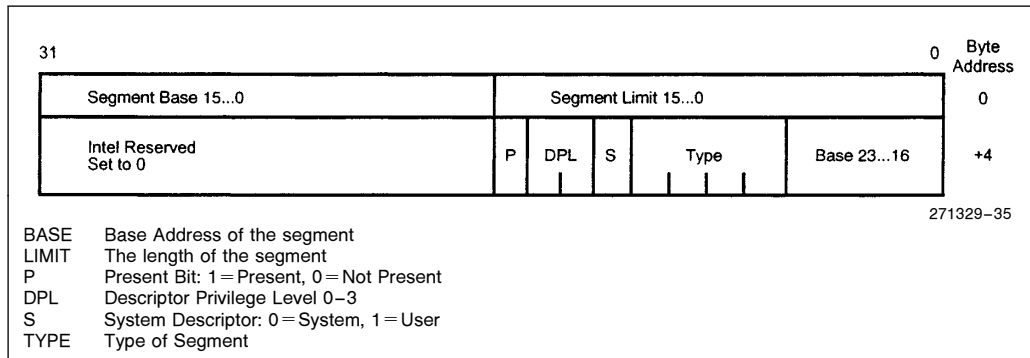 31 0 Byte Address
Segment Base 15...0 Segment Limit 15...0 0
Intel Reserved
Set to 0 P DPL S Type Base 23...16 +4
271329–35
BASE Base Address of the segment
LIMIT The length of the segment
P Present Bit: 1=Present, 0=Not Present
DPL Descriptor Privilege Level 0–3
S System Descriptor: 0=System, 1=User
TYPE Type of Segment